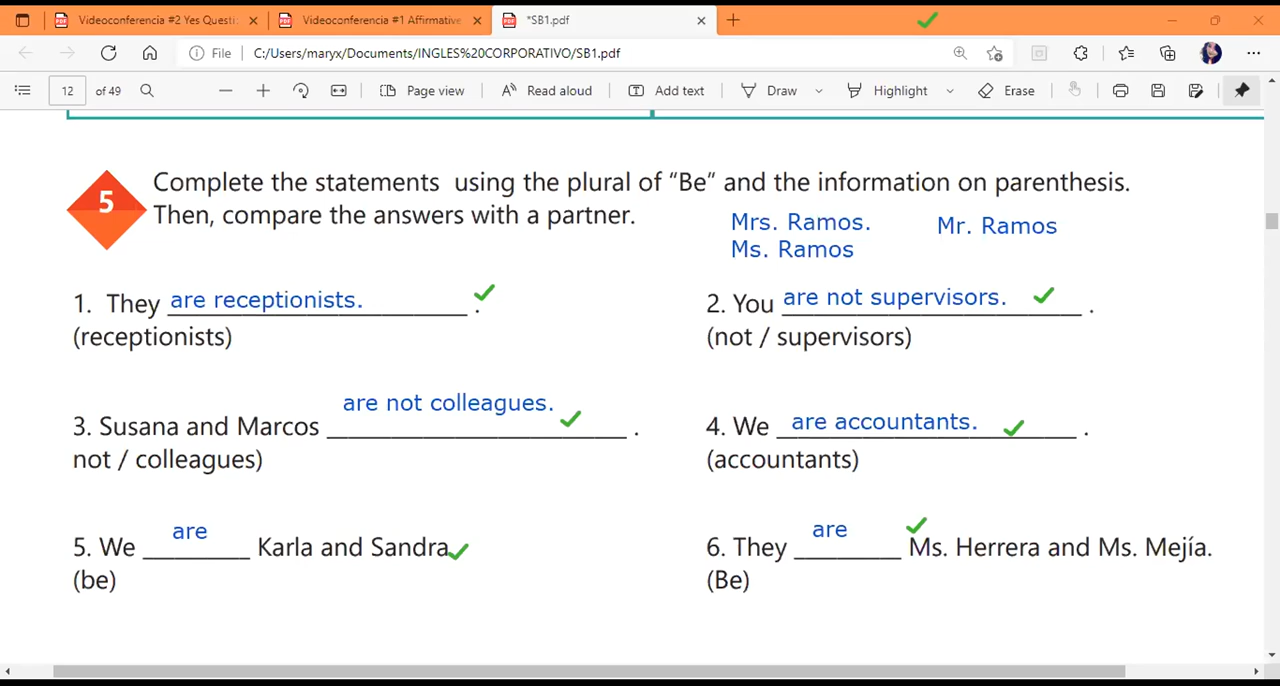 Videoconferencia #2 Yes Questi
Videoconferencia #1 Affirmative
*SB1.pdf
File
C:/Users/maryx/Documents/INGLES%20CORPORATIVO/SB1.pdf
12 of 49
Page view
Read aloud
Add text
Draw
Highlight
Erase
5
Complete the statements using the plural of “Be” and the information on parenthesis.
Then, compare the answers with a partner.
Mrs. Ramos. Mr. Ramos
Ms. Ramos
1. They are receptionists. _______________ .
(receptionists)
2. You are not supervisors. _______________ .
(not / supervisors)
3. Susana and Marcos are not colleagues. _______________ .
not / colleagues)
4. We are accountants. _______________ .
(accountants)
5. We are Karla and Sandra
(be)
6. They are Ms. Herrera and Ms. Mejía.
(Be)